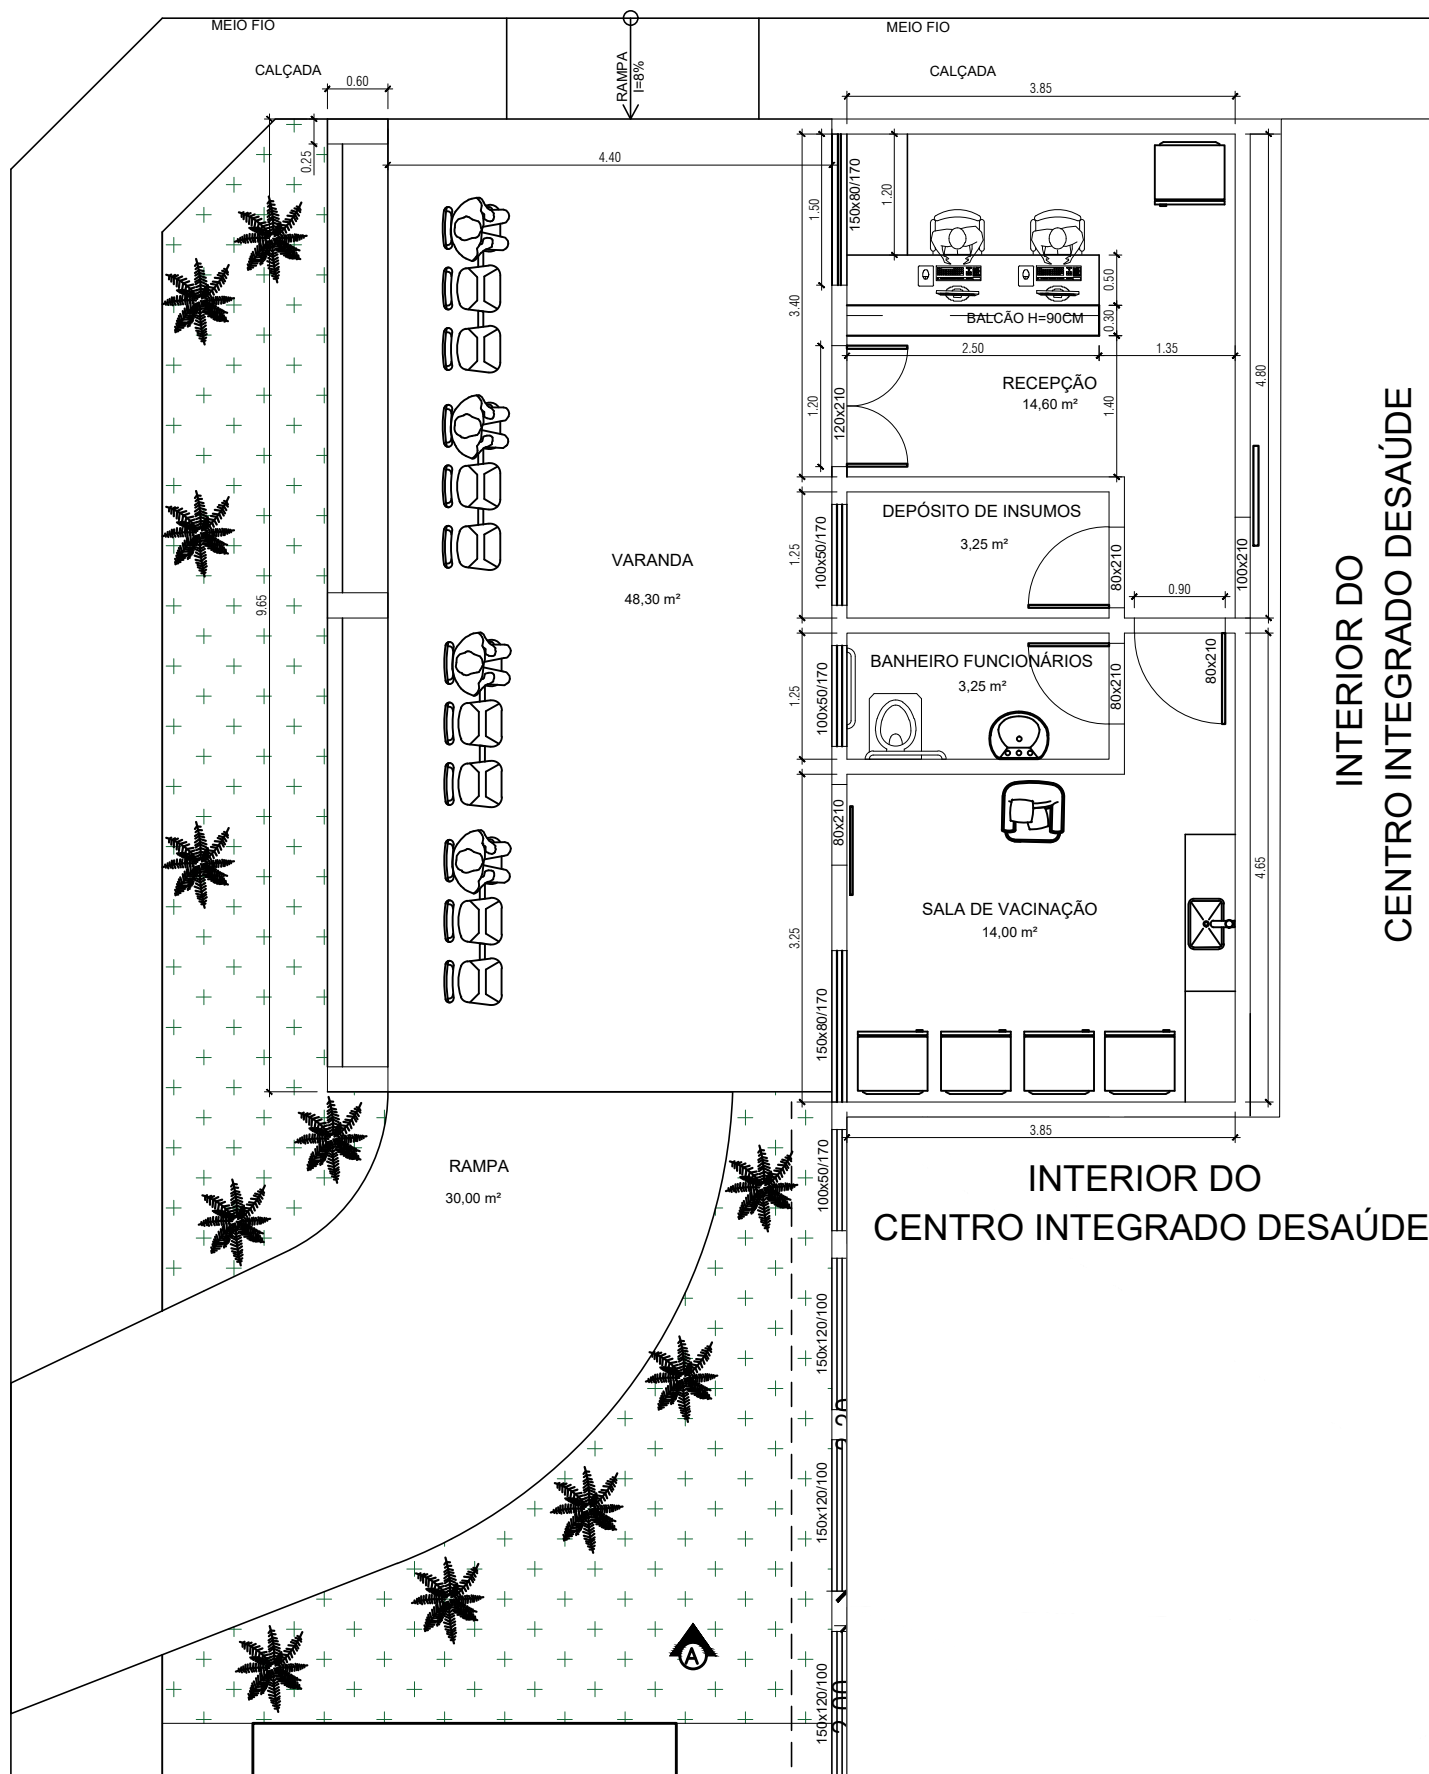 MEIO FIO
MEIO FIO
CALÇADA
CALÇADA
RAMPA
I=8%
0.60
3.85
0.25
4.40
1.50
150x80/170
1.20
0.50
3.40
BALCÃO H=90CM
0.30
2.50
1.35
4.80
RECEPÇÃO
14,60 m²
1.20
120x210
1.40
DEPÓSITO DE INSUMOS
3,25 m²
1.25
100x50/170
80x210
100x210
VARANDA
48,30 m²
9.65
0.90
BANHEIRO FUNCIONÁRIOS
3,25 m²
1.25
100x50/170
80x210
80x210
INTERIOR DO
CENTRO INTEGRADO DESAÚDE
80x210
4.65
SALA DE VACINAÇÃO
14,00 m²
3.25
150x80/170
3.85
RAMPA
30,00 m²
100x50/170
INTERIOR DO
CENTRO INTEGRADO DESAÚDE
150x120/100
150x120/100
A
150x120/100